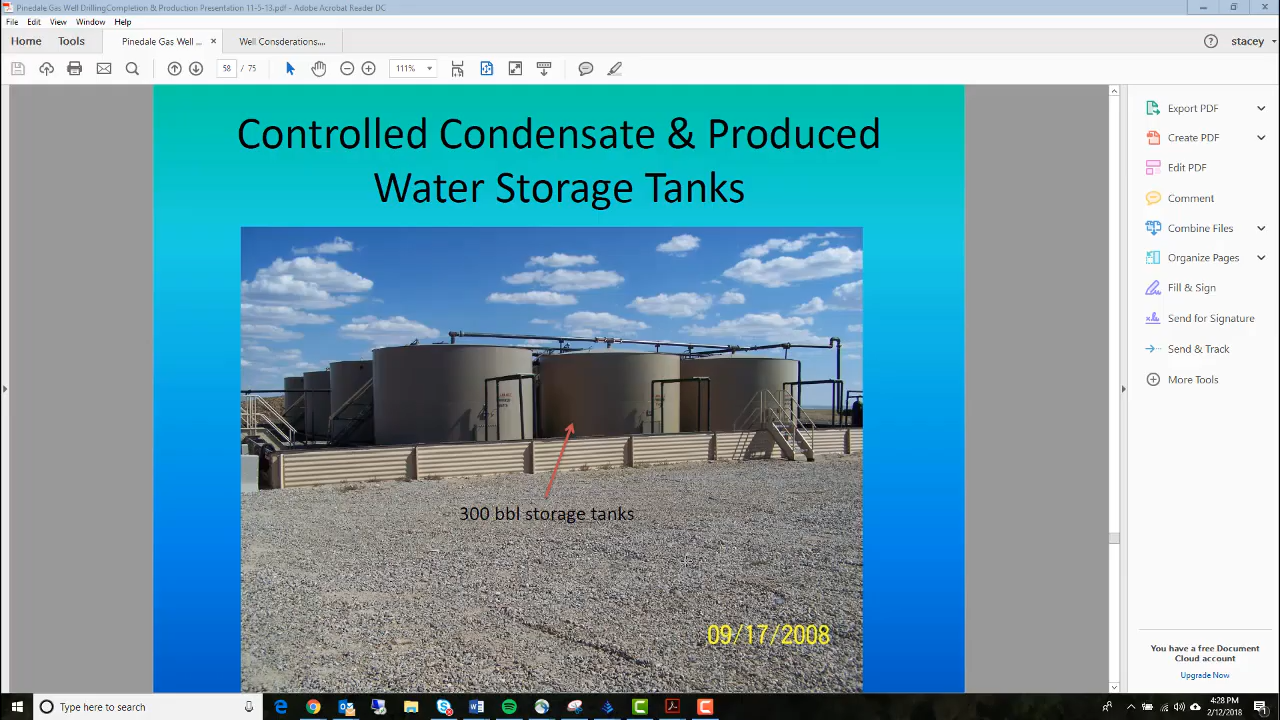 Pinedale Gas Well DrillingCompletion & Production Presentation 11-5-13.pdf - Adobe Acrobat Reader DC
File Edit View Window Help
Home Tools Pinedale Gas Well ... Well Considerations.... stacey
58 / 75 111%
Controlled Condensate & Produced
Water Storage Tanks
300 bbl storage tanks
09/17/2008
Export PDF
Create PDF
Edit PDF
Comment
Combine Files
Organize Pages
Fill & Sign
Send for Signature
Send & Track
More Tools
You have a free Document
Cloud account
Upgrade Now
Type here to search
4:28 PM
2/12/2018